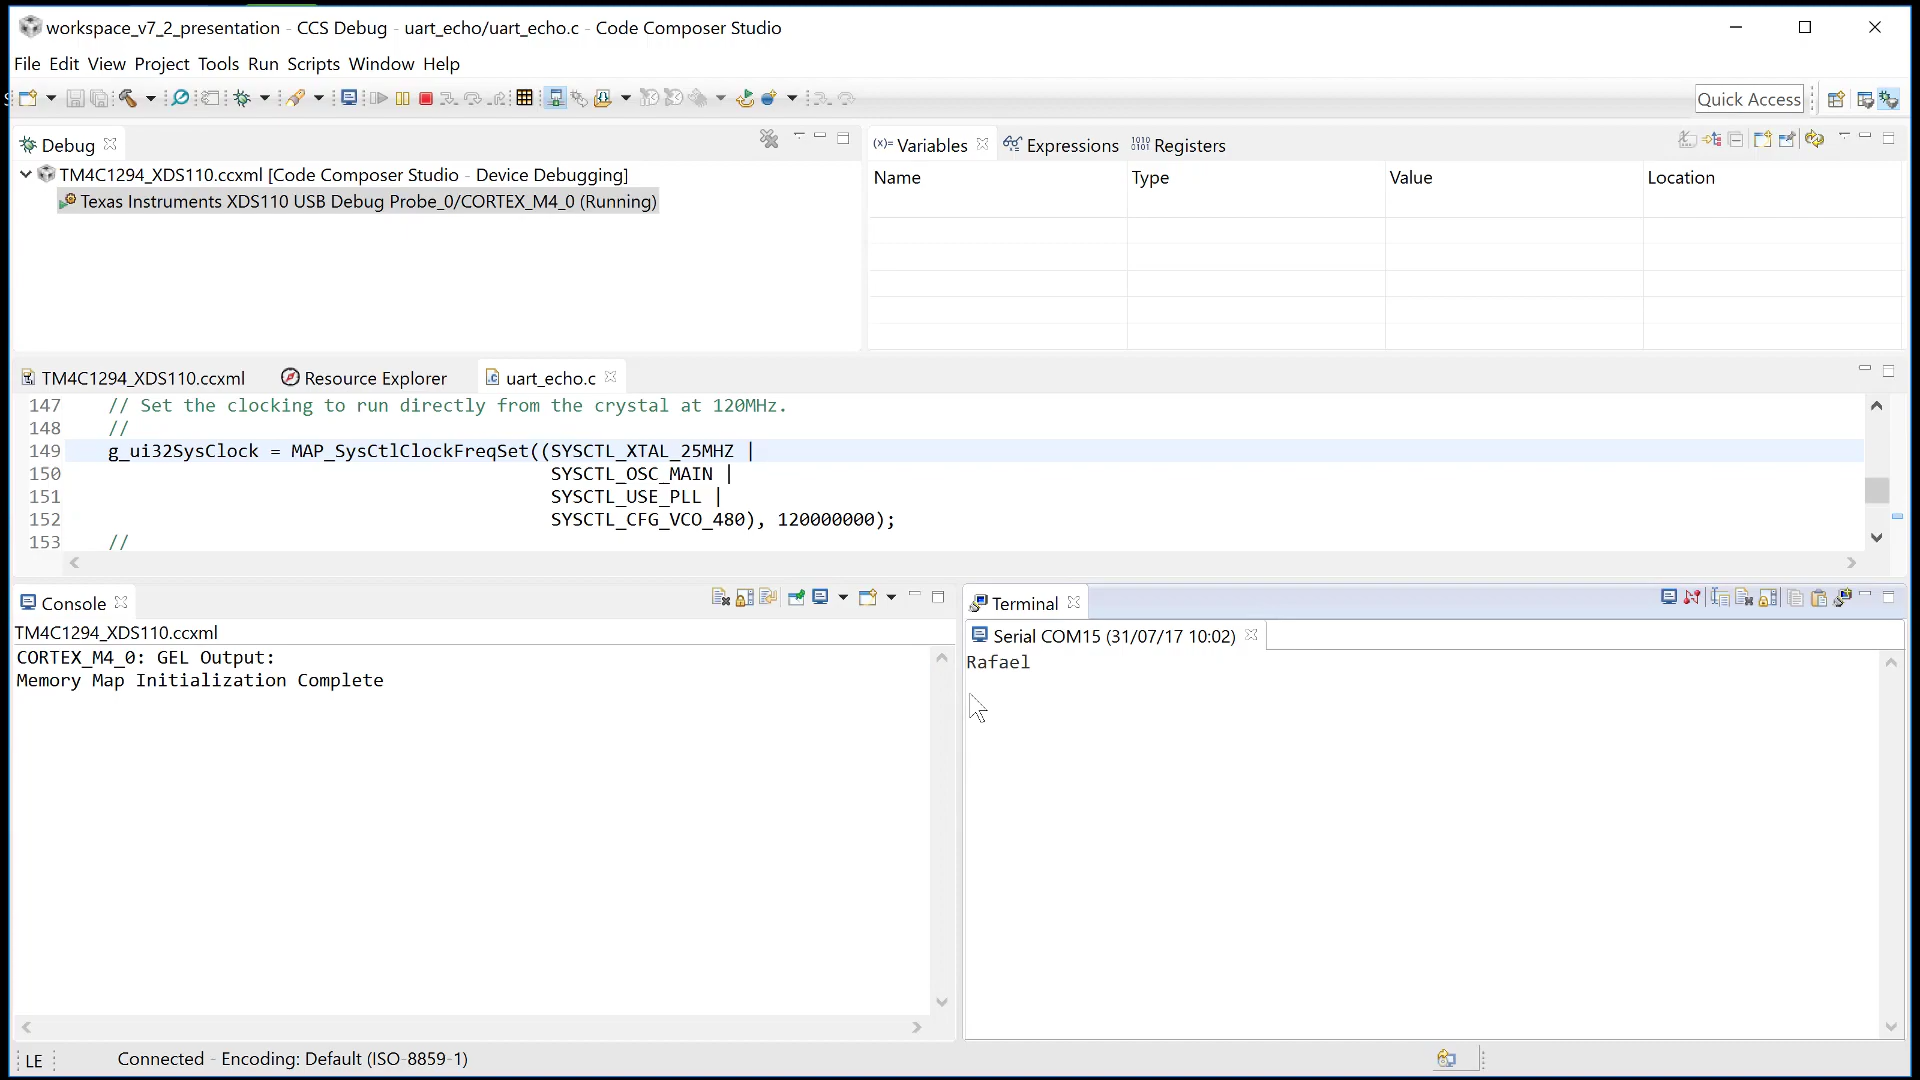 workspace_v7_2_presentation - CCS Debug - uart_echo/uart_echo.c - Code Composer Studio
File Edit View Project Tools Run Scripts Window Help
Quick Access
Debug
TM4C1294_XDS110.ccxml [Code Composer Studio - Device Debugging]
Texas Instruments XDS110 USB Debug Probe_0/CORTEX_M4_0 (Running)
(x)= Variables Expressions Registers
Name Type Value Location
TM4C1294_XDS110.ccxml Resource Explorer uart_echo.c
147 // Set the clocking to run directly from the crystal at 120MHz.
148 //
149 g_ui32SysClock = MAP_SysCtlClockFreqSet((SYSCTL_XTAL_25MHZ |
150 SYSCTL_OSC_MAIN |
151 SYSCTL_USE_PLL |
152 SYSCTL_CFG_VCO_480), 120000000);
153 //
Console
TM4C1294_XDS110.ccxml
CORTEX_M4_0: GEL Output:
Memory Map Initialization Complete
Terminal
Serial COM15 (31/07/17 10:02)
Rafael
LE Connected - Encoding: Default (ISO-8859-1)